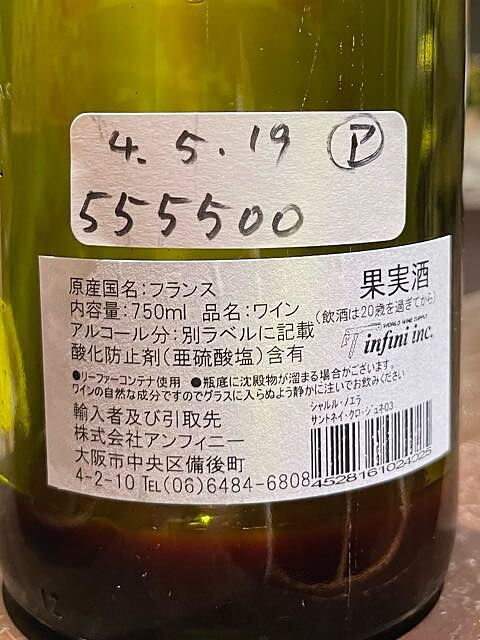 4.5.19 ア
555500
原産国名:フランス 果実酒
内容量:750ml 品名:ワイン (飲酒は20歳を過ぎてから)
アルコール分:別ラベルに記載 WORLD WINE SUPPLY
酸化防止剤(亜硫酸塩)含有 infini inc.
●リーファーコンテナ使用 ●瓶底に沈殿物が溜まる場合がございます。
ワインの自然な成分ですのでグラスに入らぬよう静かに注いでお飲みください
輸入者及び引取先 シャルル・ノエラ
株式会社アンフィニー サントネイ・クロ・ジュネ03
大阪市中央区備後町
4-2-10 TEL(06)6484-6808 4528161024025
12